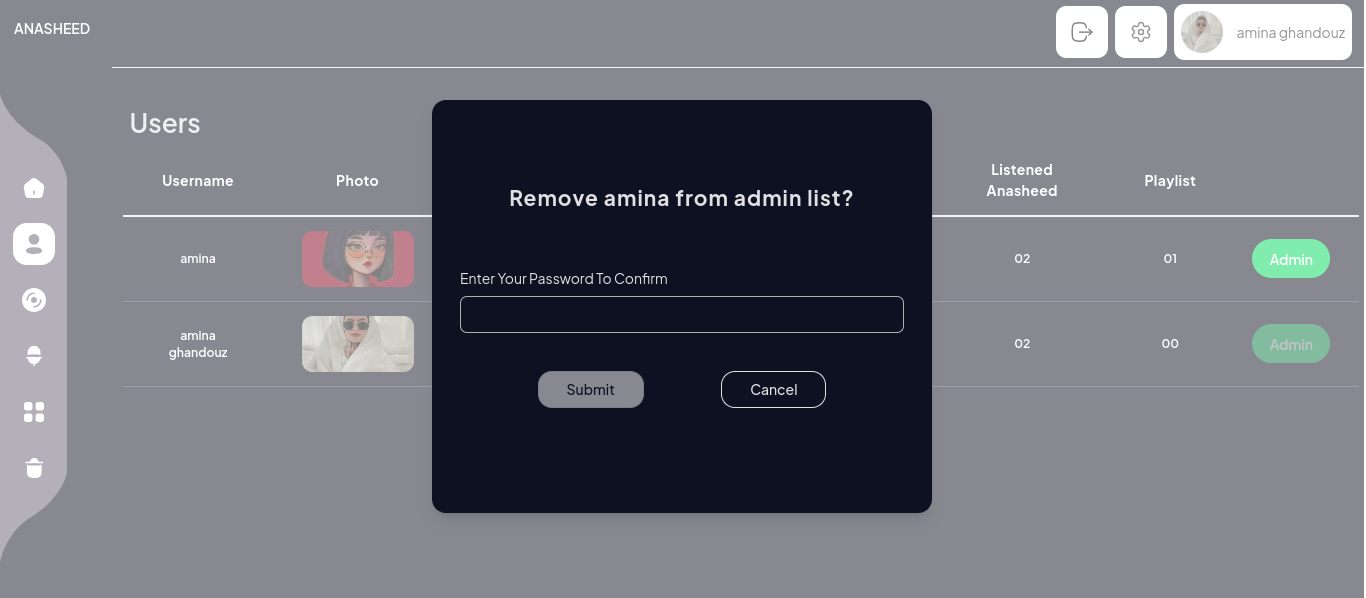 ANASHEED
amina ghandouz
Users
Username
Photo
Listened
Anasheed
Playlist
amina
02
01
Admin
amina
ghandouz
02
00
Admin
Remove amina from admin list?
Enter Your Password To Confirm
Submit
Cancel